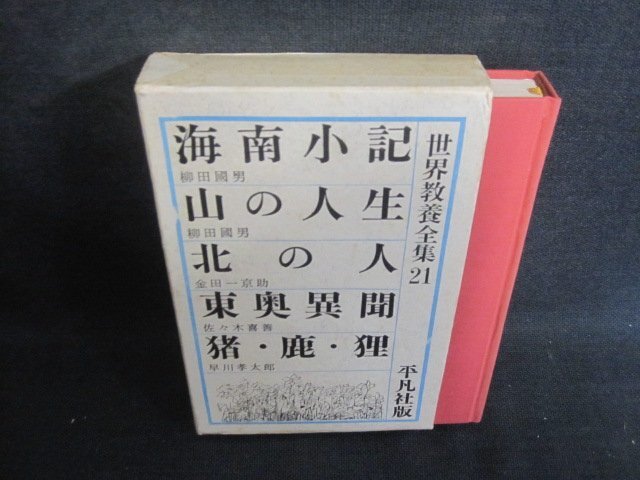 世界教養全集21
海南小記
柳田國男
山の人生
柳田國男
北の人
金田一京助
東奥異聞
佐々木喜善
猪・鹿・狸
早川孝太郎
平凡社版